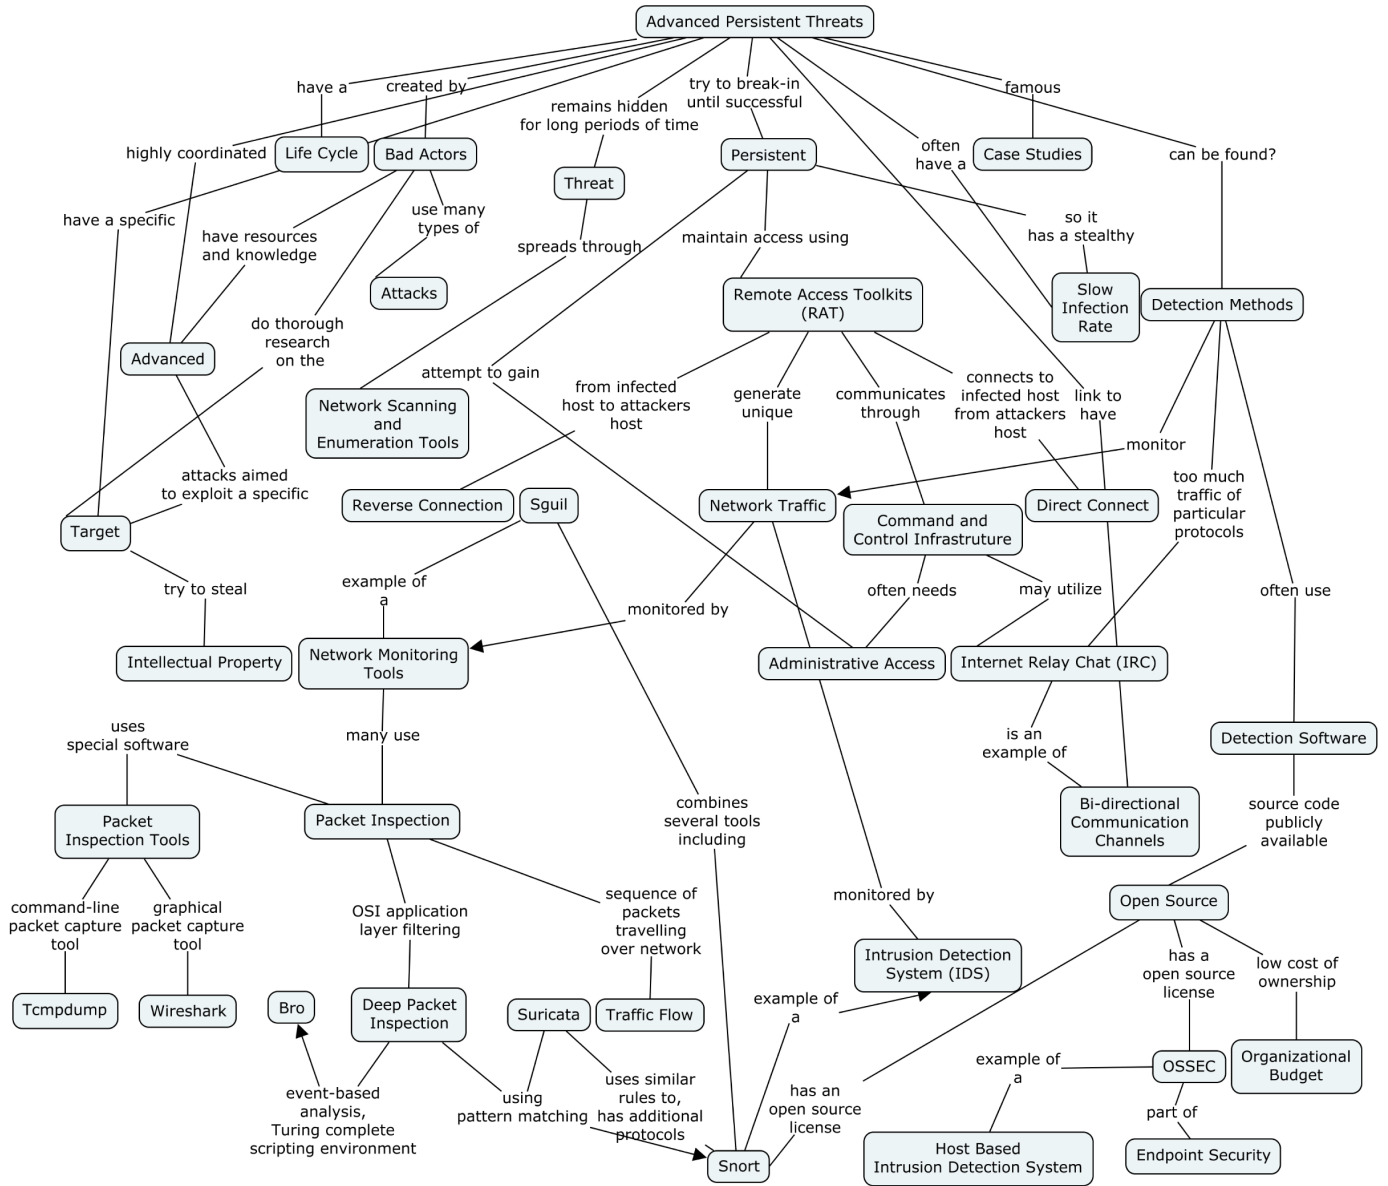 Advanced Persistent Threats
have a
created by
remains hidden
for long periods of time
try to break-in
until successful
famous
highly coordinated
Life Cycle
Bad Actors
Threat
Persistent
often
have a
Case Studies
can be found?
have a specific
have resources
and knowledge
use many
types of
spreads through
maintain access using
so it
has a stealthy
Attacks
Remote Access Toolkits
(RAT)
Slow
Infection
Rate
Detection Methods
do thorough
research
on the
Advanced
attempt to gain
Network Scanning
and
Enumeration Tools
from infected
host to attackers
host
generate
unique
communicates
through
connects to
infected host
from attackers
host
link to
have
monitor
attacks aimed
to exploit a specific
too much
traffic of
particular
protocols
Target
Reverse Connection
Sguil
Network Traffic
Command and
Control Infrastruture
Direct Connect
try to steal
example of
a
monitored by
often needs
may utilize
often use
Intellectual Property
Network Monitoring
Tools
Administrative Access
Internet Relay Chat (IRC)
uses
special software
many use
is an
example of
Detection Software
Packet
Inspection Tools
Packet Inspection
combines
several tools
including
Bi-directional
Communication
Channels
source code
publicly
available
command-line
packet capture
tool
graphical
packet capture
tool
OSI application
layer filtering
sequence of
packets
travelling
over network
monitored by
Open Source
Intrusion Detection
System (IDS)
has a
open source
license
low cost of
ownership
Tcmpdump
Wireshark
Bro
Deep Packet
Inspection
Suricata
Traffic Flow
example of
a
example of
a
OSSEC
Organizational
Budget
event-based
analysis,
Turing complete
scripting environment
using
pattern matching
uses similar
rules to,
has additional
protocols
has an
open source
license
part of
Snort
Host Based
Intrusion Detection System
Endpoint Security